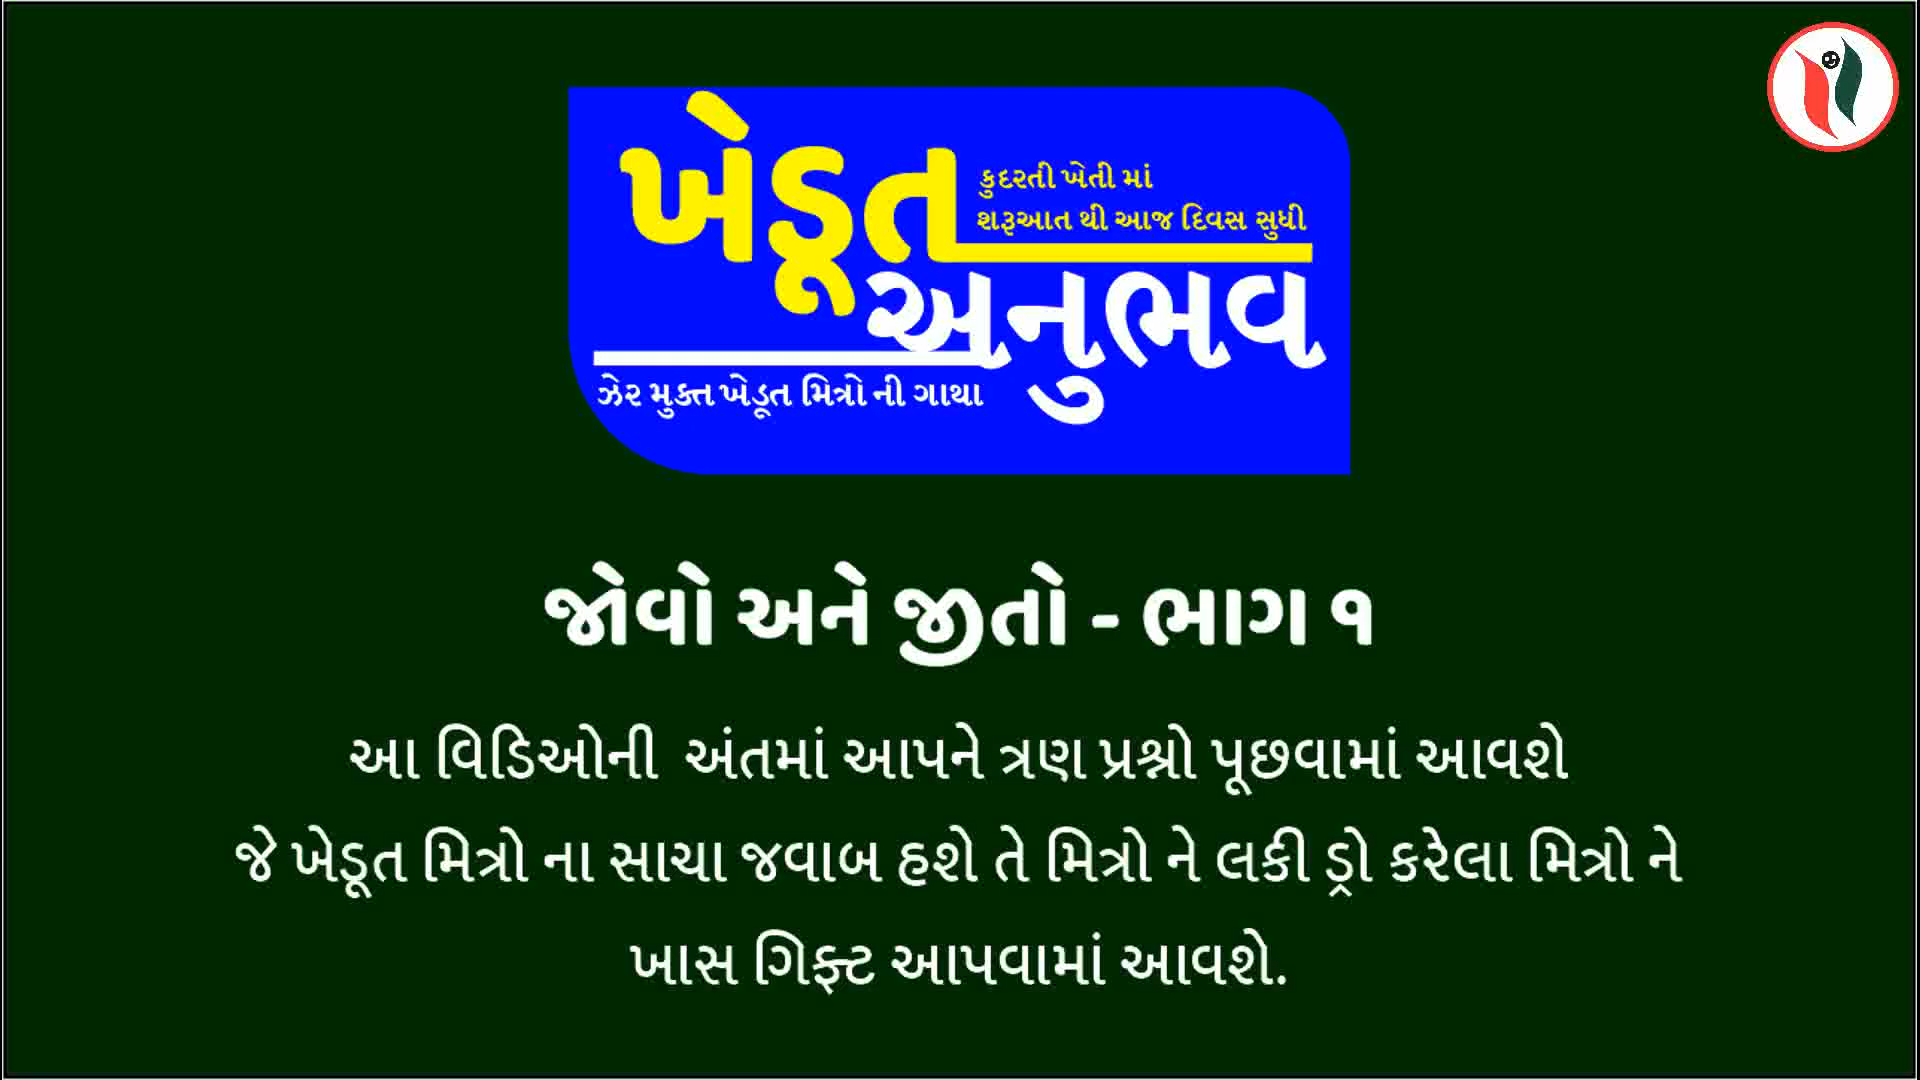 ખેડૂત
કુદરતી ખેતી માં
શરૂઆત થી આજ દિવસ સુધી
અનુભવ
ઝેર મુક્ત ખેડૂત મિત્રો ની ગાથા
જોવો અને જીતો - ભાગ ૧
આ વિડિઓની અંતમાં આપને ત્રણ પ્રશ્નો પૂછવામાં આવશે
જે ખેડૂત મિત્રો ના સાચા જવાબ હશે તે મિત્રો ને લકી ડ્રો કરેલા મિત્રો ને
ખાસ ગિફ્ટ આપવામાં આવશે.